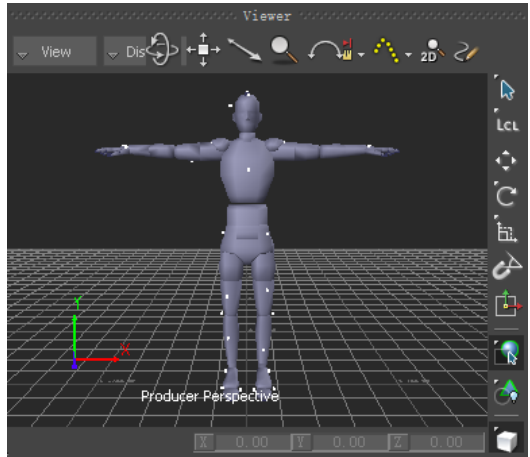 Viewer
View
Dis
2D
LCL
Y
X
Producer Perspective
X 0.00 Y 0.00 Z 0.00